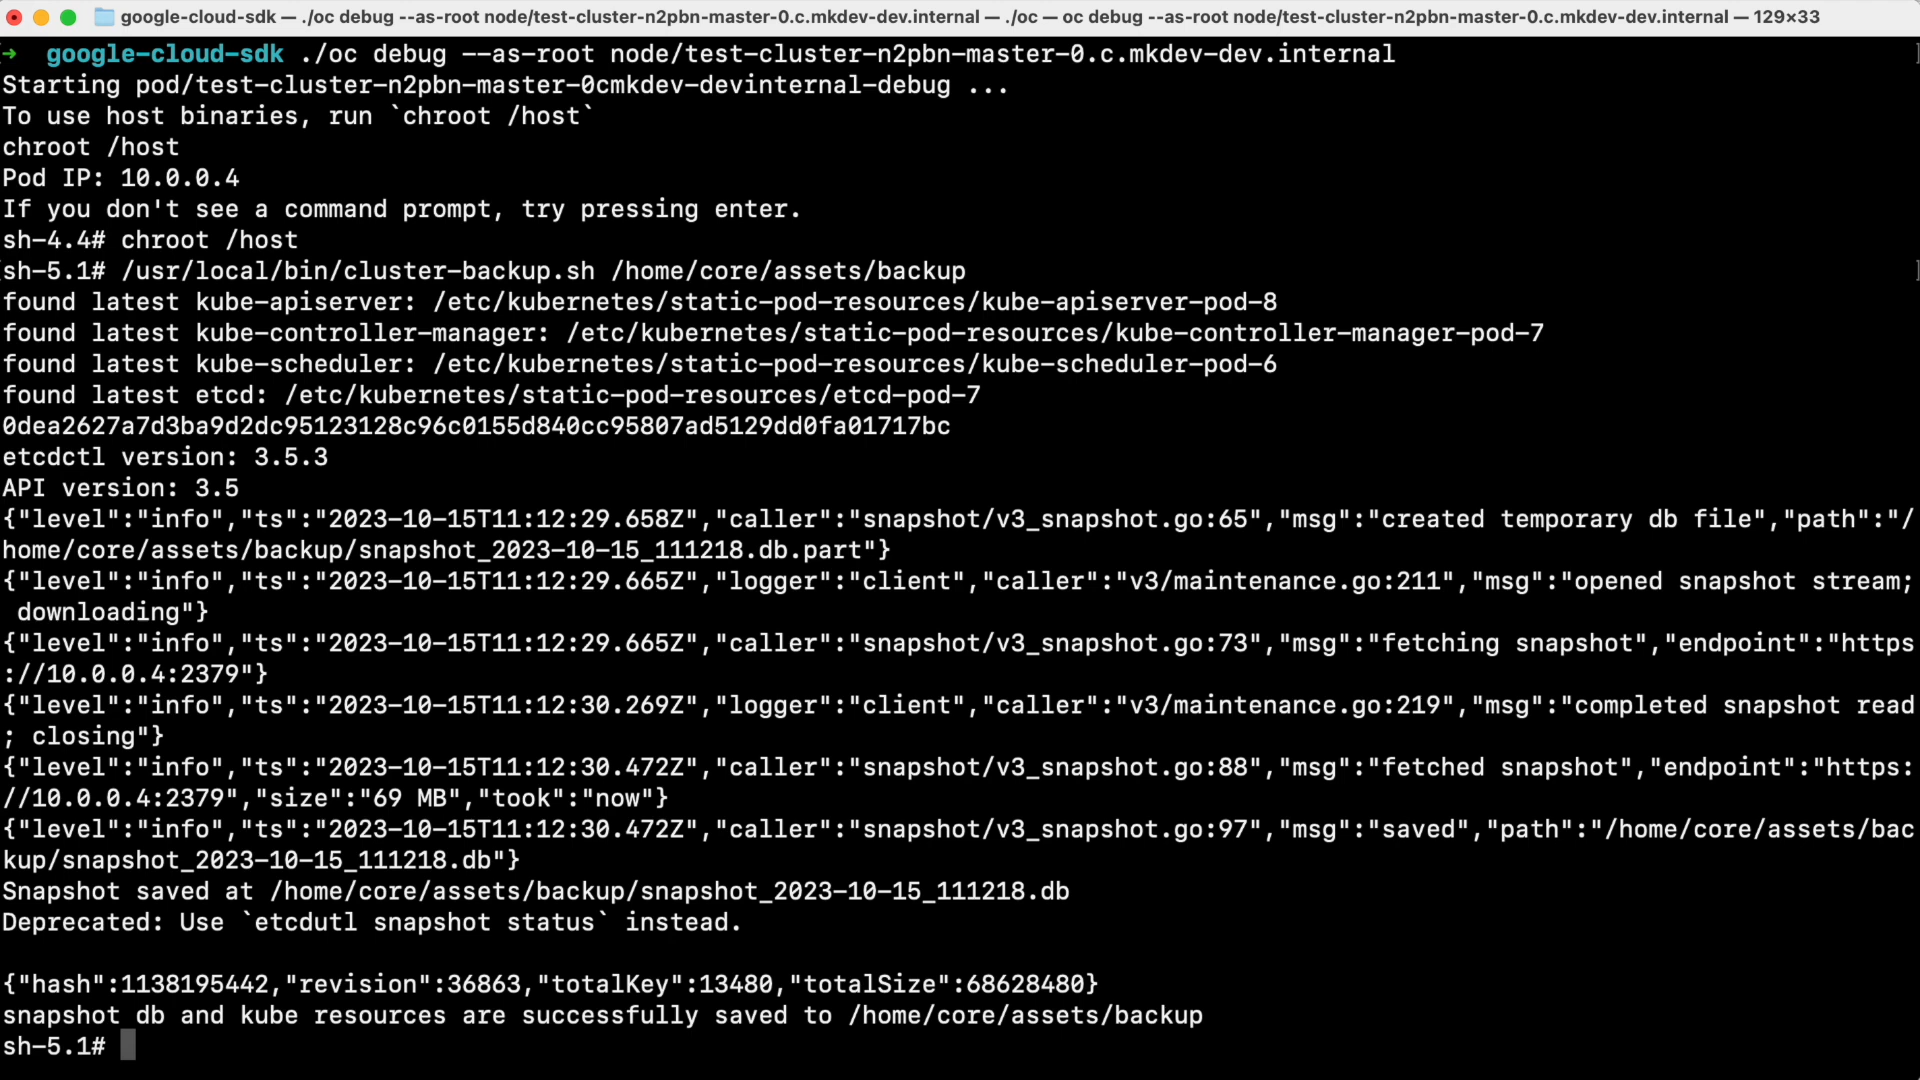 google-cloud-sdk — ./oc debug --as-root node/test-cluster-n2pbn-master-0.c.mkdev-dev.internal — ./oc — oc debug --as-root node/test-cluster-n2pbn-master-0.c.mkdev-dev.internal — 129×33
→ google-cloud-sdk ./oc debug --as-root node/test-cluster-n2pbn-master-0.c.mkdev-dev.internal
Starting pod/test-cluster-n2pbn-master-0cmkdev-devinternal-debug ...
To use host binaries, run `chroot /host`
chroot /host
Pod IP: 10.0.0.4
If you don't see a command prompt, try pressing enter.
sh-4.4# chroot /host
sh-5.1# /usr/local/bin/cluster-backup.sh /home/core/assets/backup
found latest kube-apiserver: /etc/kubernetes/static-pod-resources/kube-apiserver-pod-8
found latest kube-controller-manager: /etc/kubernetes/static-pod-resources/kube-controller-manager-pod-7
found latest kube-scheduler: /etc/kubernetes/static-pod-resources/kube-scheduler-pod-6
found latest etcd: /etc/kubernetes/static-pod-resources/etcd-pod-7
0dea2627a7d3ba9d2dc95123128c96c0155d840cc95807ad5129dd0fa01717bc
etcdctl version: 3.5.3
API version: 3.5
{"level":"info","ts":"2023-10-15T11:12:29.658Z","caller":"snapshot/v3_snapshot.go:65","msg":"created temporary db file","path":"/
home/core/assets/backup/snapshot_2023-10-15_111218.db.part"}
{"level":"info","ts":"2023-10-15T11:12:29.665Z","logger":"client","caller":"v3/maintenance.go:211","msg":"opened snapshot stream;
 downloading"}
{"level":"info","ts":"2023-10-15T11:12:29.665Z","caller":"snapshot/v3_snapshot.go:73","msg":"fetching snapshot","endpoint":"https
://10.0.0.4:2379"}
{"level":"info","ts":"2023-10-15T11:12:30.269Z","logger":"client","caller":"v3/maintenance.go:219","msg":"completed snapshot read
; closing"}
{"level":"info","ts":"2023-10-15T11:12:30.472Z","caller":"snapshot/v3_snapshot.go:88","msg":"fetched snapshot","endpoint":"https:
//10.0.0.4:2379","size":"69 MB","took":"now"}
{"level":"info","ts":"2023-10-15T11:12:30.472Z","caller":"snapshot/v3_snapshot.go:97","msg":"saved","path":"/home/core/assets/bac
kup/snapshot_2023-10-15_111218.db"}
Snapshot saved at /home/core/assets/backup/snapshot_2023-10-15_111218.db
Deprecated: Use `etcdutl snapshot status` instead.

{"hash":1138195442,"revision":36863,"totalKey":13480,"totalSize":68628480}
snapshot db and kube resources are successfully saved to /home/core/assets/backup
sh-5.1#